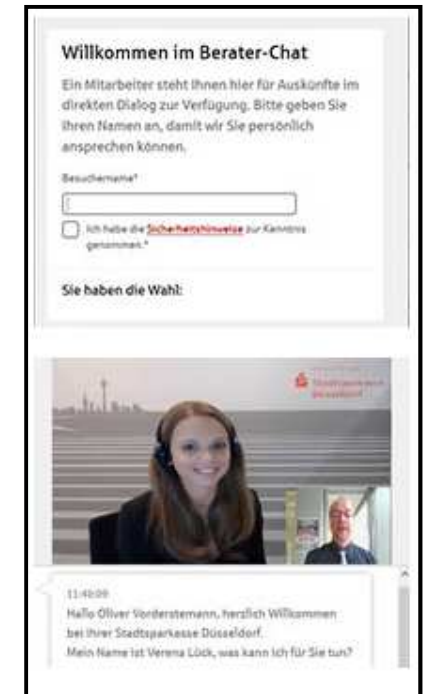 Willkommen im Berater-Chat
Ein Mitarbeiter steht Ihnen hier für Auskünfte im
direkten Dialog zur Verfügung. Bitte geben Sie
Ihren Namen an, damit wir Sie persönlich
ansprechen können.
Besuchername*
Ich habe die Sicherheitshinweise zur Kenntnis
genommen.*
Sie haben die Wahl:
Stadtsparkasse
Düsseldorf
11:40:09
Hallo Oliver Vorderstemann, herzlich Willkommen
bei Ihrer Stadtsparkasse Düsseldorf.
Mein Name ist Verena Lück, was kann ich für Sie tun?